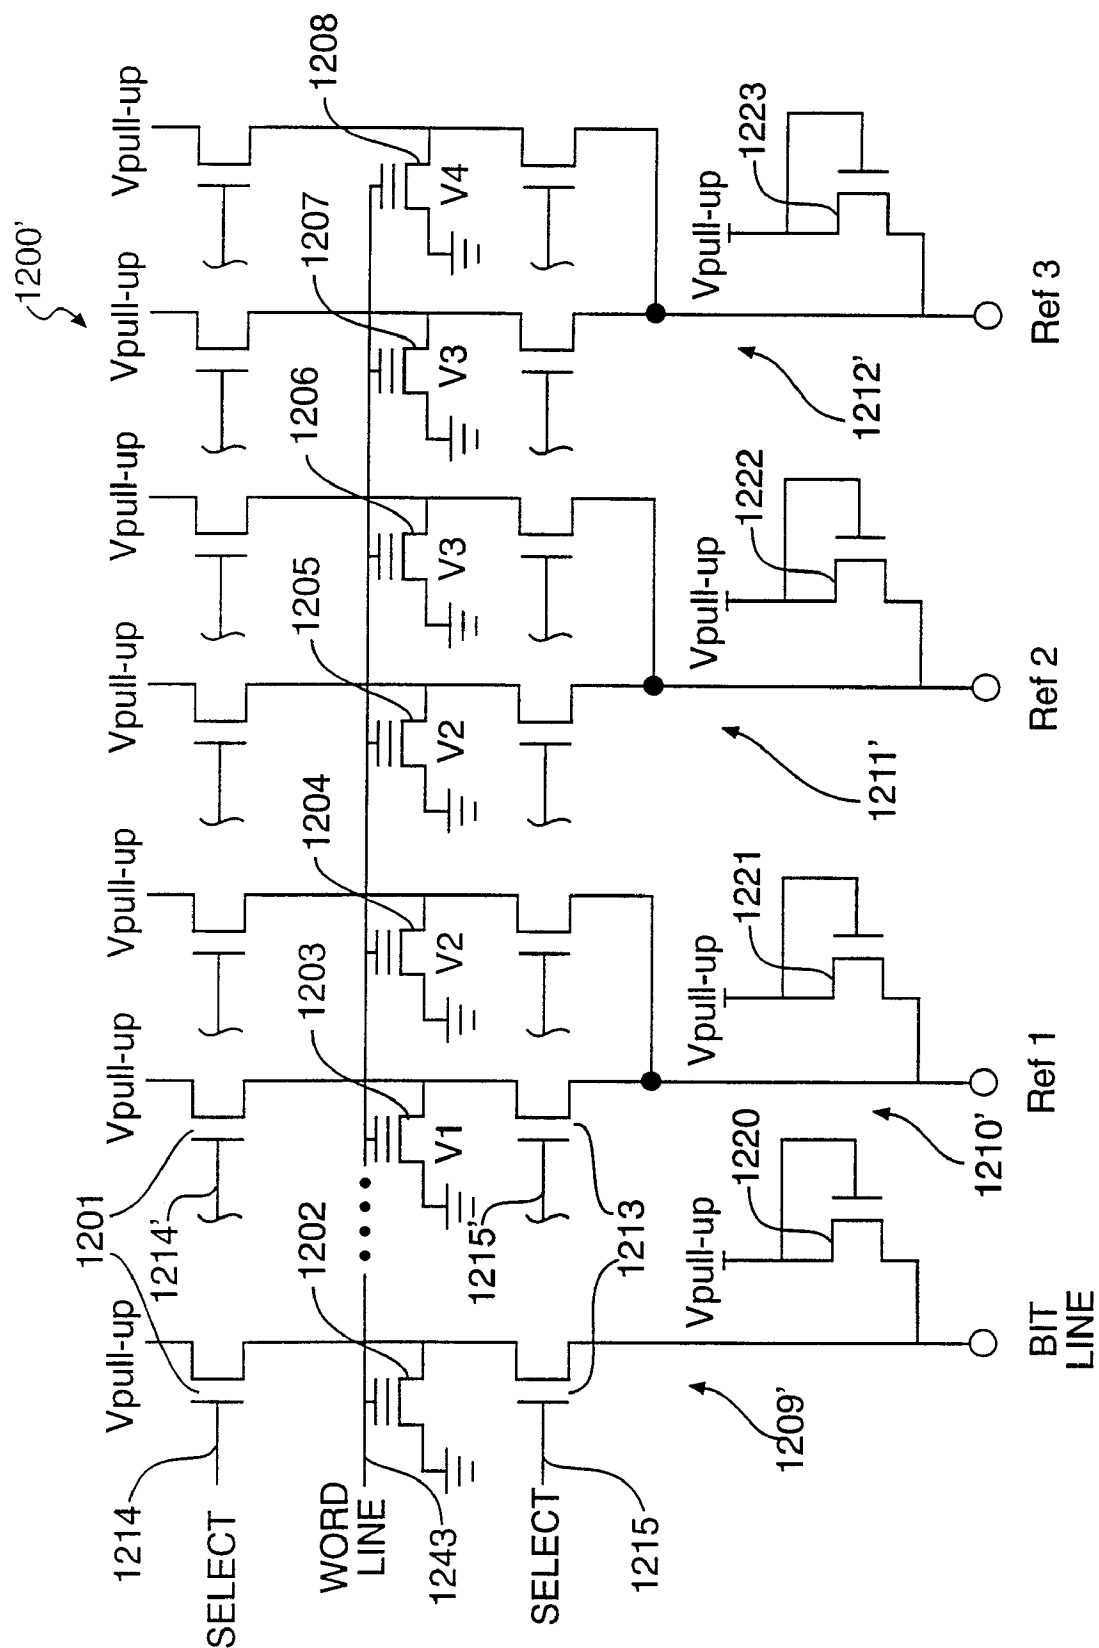 1200’
Vpull-up Vpull-up Vpull-up Vpull-up Vpull-up Vpull-up Vpull-up
1201
1214 1214’
SELECT
1202 1203 1204 1205 1206 1207 1208
WORD
LINE
1243
V1 V2 V2 V3 V3 V4
SELECT
1215 1215’ 1213
Vpull-up Vpull-up Vpull-up Vpull-up
1220 1221 1222 1223
1209’ 1210’ 1211’ 1212’
BIT
LINE
Ref 1 Ref 2 Ref 3